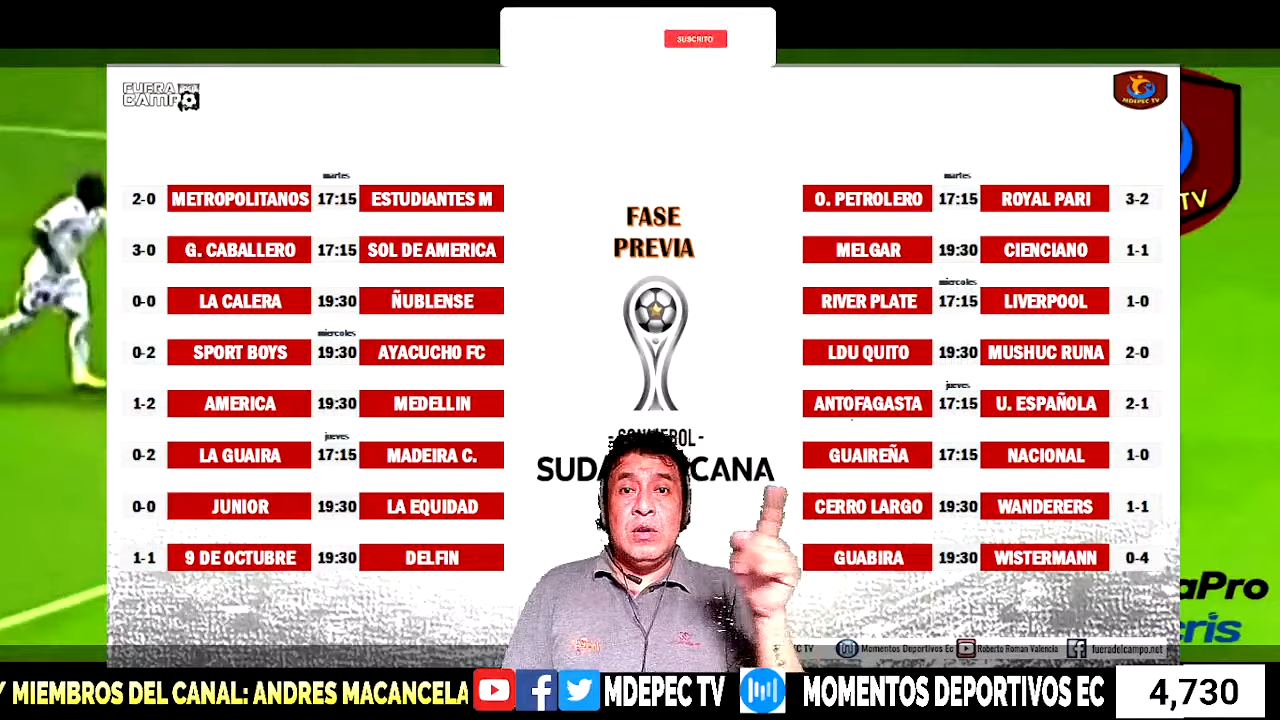 SUSCRITO
FUERA DEL CAMPO
MDEPEC TV
TV
martes
2-0 METROPOLITANOS 17:15 ESTUDIANTES M
3-0 G. CABALLERO 17:15 SOL DE AMERICA
0-0 LA CALERA 19:30 ÑUBLENSE
miercoles
0-2 SPORT BOYS 19:30 AYACUCHO FC
1-2 AMERICA 19:30 MEDELLIN
jueves
0-2 LA GUAIRA 17:15 MADEIRA C.
0-0 JUNIOR 19:30 LA EQUIDAD
1-1 9 DE OCTUBRE 19:30 DELFIN
FASE
PREVIA
martes
O. PETROLERO 17:15 ROYAL PARI 3-2
MELGAR 19:30 CIENCIANO 1-1
miercoles
RIVER PLATE 17:15 LIVERPOOL 1-0
LDU QUITO 19:30 MUSHUC RUNA 2-0
jueves
ANTOFAGASTA 17:15 U. ESPAÑOLA 2-1
GUAIREÑA 17:15 NACIONAL 1-0
CERRO LARGO 19:30 WANDERERS 1-1
GUABIRA 19:30 WISTERMANN 0-4
aPro
cris
TV Momentos Deportivos Ec Roberto Roman Valencia fueradelcampo.net
Y MIEMBROS DEL CANAL: ANDRES MACANCELA MDEPEC TV MOMENTOS DEPORTIVOS EC 4,730